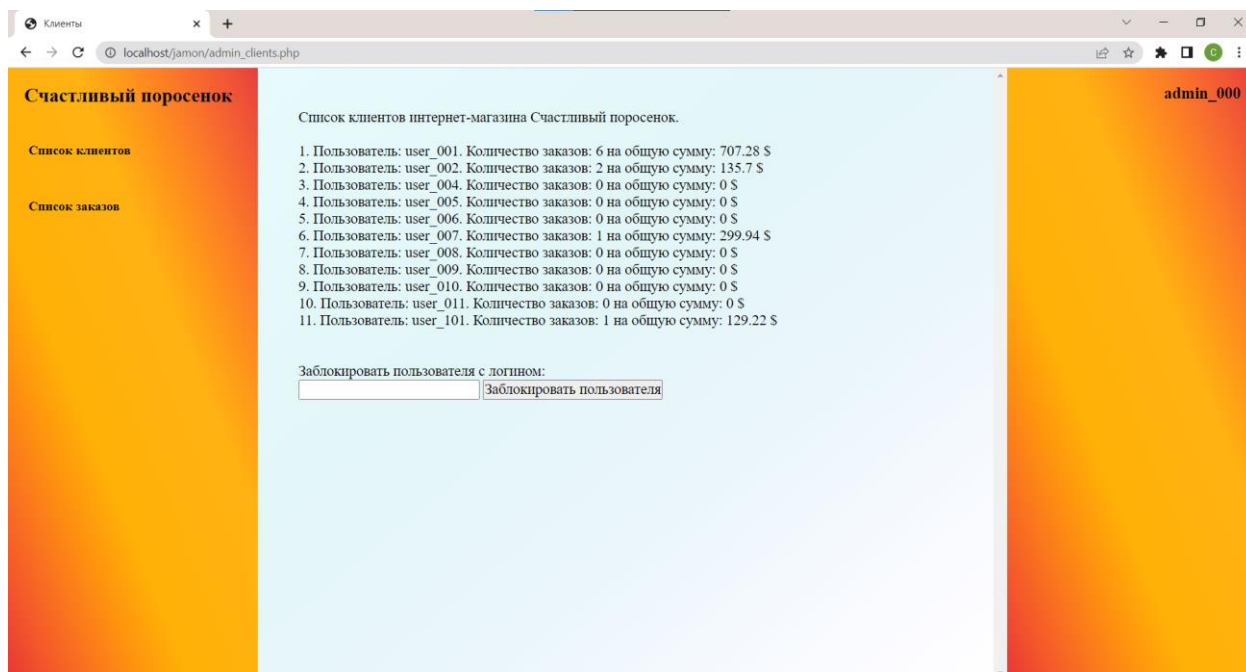 Клиенты
localhost/jamon/admin_clients.php
C
Счастливый поросенок
admin_000
Список клиентов
Список заказов
Список клиентов интернет-магазина Счастливый поросенок.
1. Пользователь: user_001. Количество заказов: 6 на общую сумму: 707.28 $
2. Пользователь: user_002. Количество заказов: 2 на общую сумму: 135.7 $
3. Пользователь: user_004. Количество заказов: 0 на общую сумму: 0 $
4. Пользователь: user_005. Количество заказов: 0 на общую сумму: 0 $
5. Пользователь: user_006. Количество заказов: 0 на общую сумму: 0 $
6. Пользователь: user_007. Количество заказов: 1 на общую сумму: 299.94 $
7. Пользователь: user_008. Количество заказов: 0 на общую сумму: 0 $
8. Пользователь: user_009. Количество заказов: 0 на общую сумму: 0 $
9. Пользователь: user_010. Количество заказов: 0 на общую сумму: 0 $
10. Пользователь: user_011. Количество заказов: 0 на общую сумму: 0 $
11. Пользователь: user_101. Количество заказов: 1 на общую сумму: 129.22 $
Заблокировать пользователя с логином:
Заблокировать пользователя